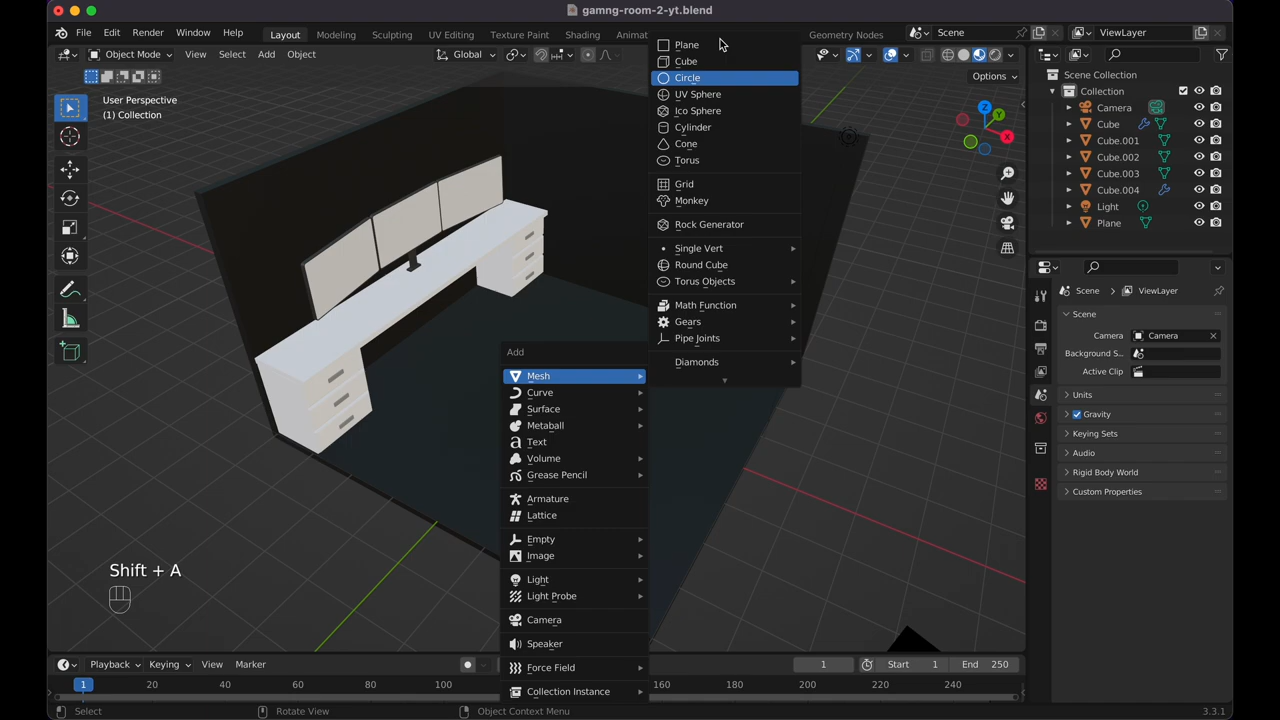 gamng-room-2-yt.blend
File Edit Render Window Help Layout Modeling Sculpting UV Editing Texture Paint Shading Animat Geometry Nodes Scene ViewLayer
Object Mode View Select Add Object Global
Options
User Perspective
(1) Collection
Plane
Cube
Circle
UV Sphere
Ico Sphere
Cylinder
Cone
Torus
Grid
Monkey
Rock Generator
Single Vert
Round Cube
Torus Objects
Math Function
Gears
Pipe Joints
Diamonds
Add
Mesh
Curve
Surface
Metaball
Text
Volume
Grease Pencil
Armature
Lattice
Empty
Image
Light
Light Probe
Camera
Speaker
Force Field
Collection Instance
X
Y
Z
Scene Collection
Collection
Camera
Cube
Cube.001
Cube.002
Cube.003
Cube.004
Light
Plane
Scene ViewLayer
Scene
Camera Camera
Background S...
Active Clip
Units
Gravity
Keying Sets
Audio
Rigid Body World
Custom Properties
Shift + A
Playback Keying View Marker 1 Start 1 End 250
1 20 40 60 80 100 160 180 200 220 240
Select Rotate View Object Context Menu 3.3.1